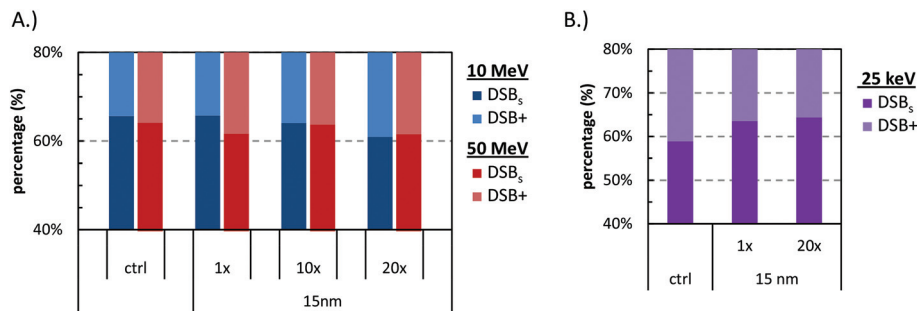 A.)
percentage (%)
80%
60%
40%
ctrl
1x
10x
20x
15nm
10 MeV
DSBs
DSB+
50 MeV
DSBs
DSB+
B.)
percentage (%)
80%
70%
60%
50%
40%
ctrl
1x
20x
15 nm
25 keV
DSBs
DSB+